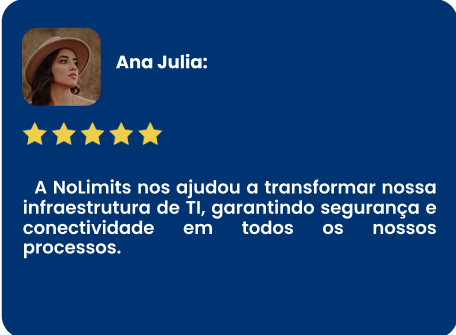 Ana Julia:
A NoLimits nos ajudou a transformar nossa
infraestrutura de TI, garantindo segurança e
conectividade em todos os nossos
processos.